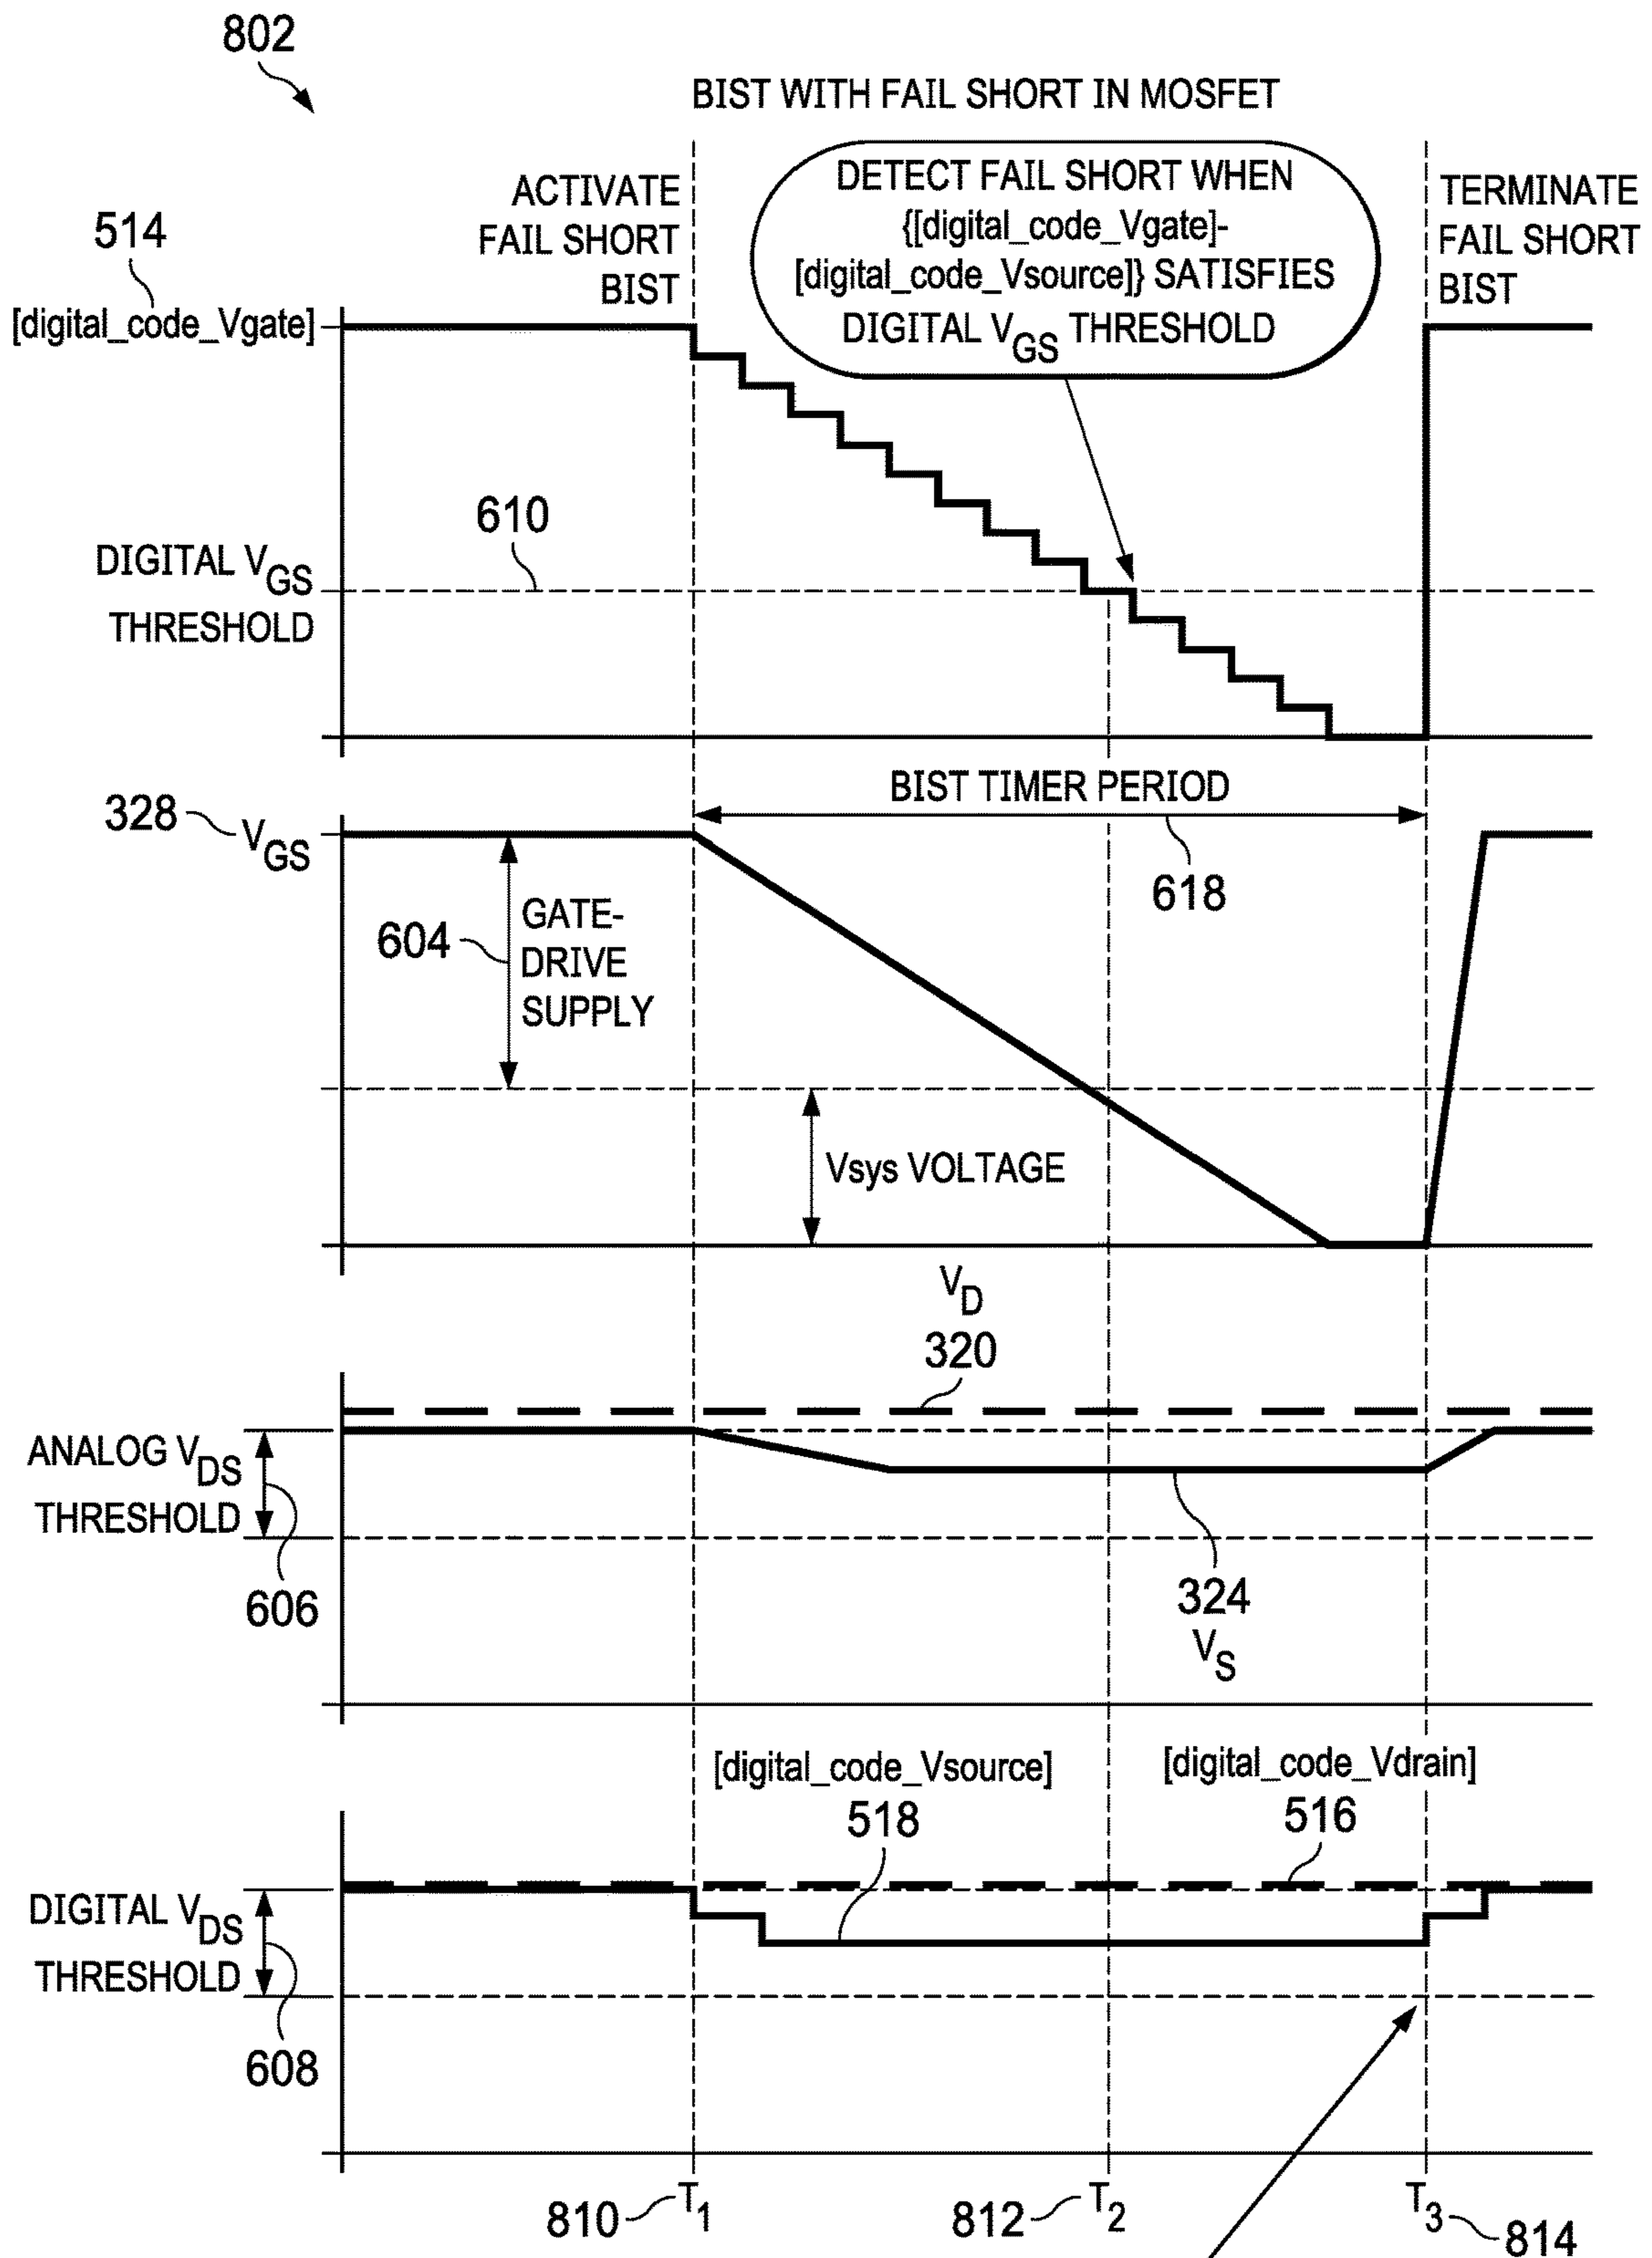 802
BIST WITH FAIL SHORT IN MOSFET
ACTIVATE
FAIL SHORT
BIST
DETECT FAIL SHORT WHEN
{[digital_code_Vgate]-
[digital_code_Vsource]} SATISFIES
DIGITAL VGS THRESHOLD
TERMINATE
FAIL SHORT
BIST
514
[digital_code_Vgate]
610
DIGITAL VGS
THRESHOLD
BIST TIMER PERIOD
618
328
VGS
604
GATE-
DRIVE
SUPPLY
Vsys VOLTAGE
VD
320
ANALOG VDS
THRESHOLD
606
324
VS
[digital_code_Vsource]
518
[digital_code_Vdrain]
516
DIGITAL VDS
THRESHOLD
608
810
T1
812
T2
T3
814